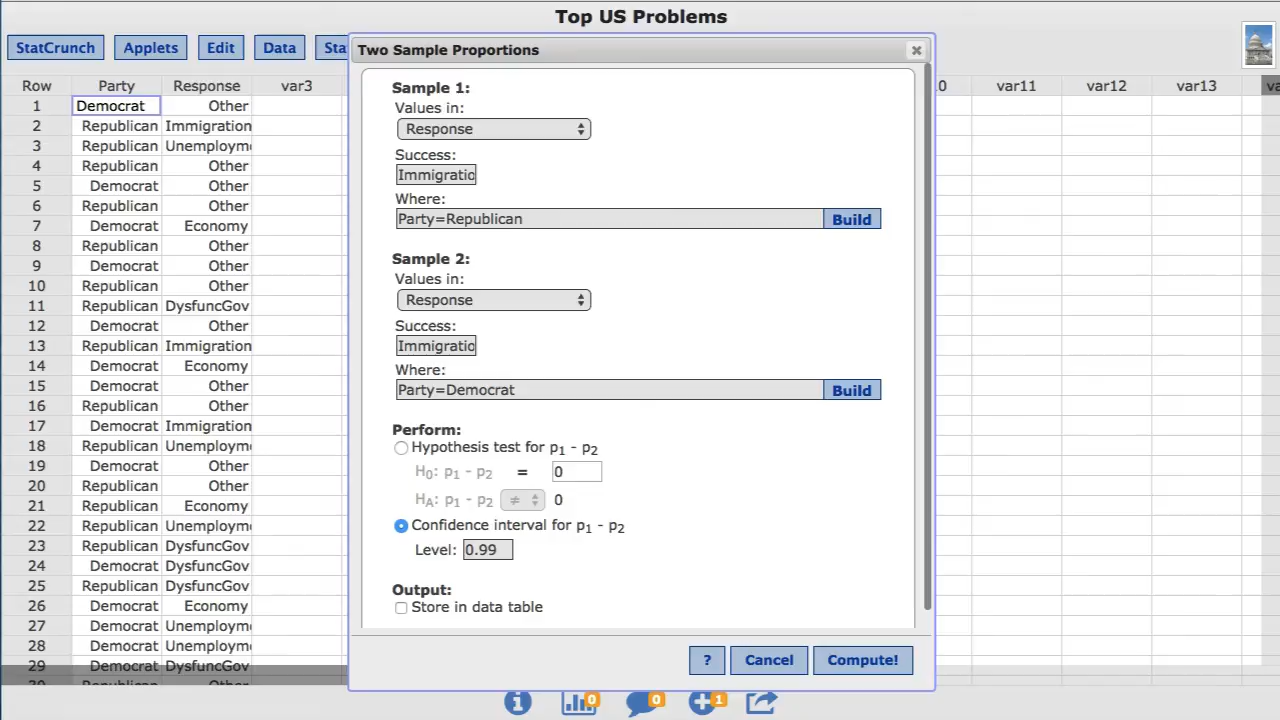 Top US Problems
StatCrunch Applets Edit Data Sta
Two Sample Proportions
Row Party Response var3 0 var11 var12 var13 va
1 Democrat Other
2 Republican Immigration
3 Republican Unemploym
4 Republican Other
5 Democrat Other
6 Republican Other
7 Democrat Economy
8 Republican Other
9 Democrat Other
10 Republican Other
11 Republican DysfuncGov
12 Democrat Other
13 Republican Immigration
14 Democrat Economy
15 Democrat Other
16 Republican Other
17 Democrat Immigration
18 Republican Unemploym
19 Democrat Other
20 Republican Other
21 Republican Economy
22 Republican Unemploym
23 Republican DysfuncGov
24 Democrat DysfuncGov
25 Republican DysfuncGov
26 Democrat Economy
27 Democrat Unemploym
28 Democrat Unemploym
29 Democrat DysfuncGov
30 Republican Other
Sample 1:
Values in:
Response
Success:
Immigratio
Where:
Party=Republican Build
Sample 2:
Values in:
Response
Success:
Immigratio
Where:
Party=Democrat Build
Perform:
Hypothesis test for p1 - p2
H0: p1 - p2 = 0
HA: p1 - p2 ≠ 0
Confidence interval for p1 - p2
Level: 0.99
Output:
Store in data table
? Cancel Compute!
0 0 1